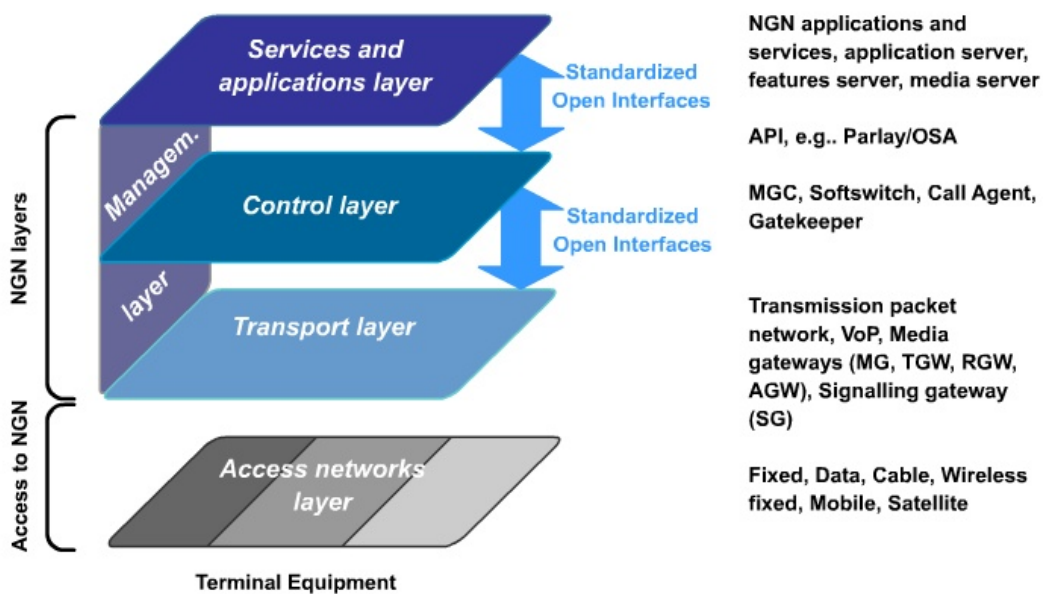 Services and
applications layer
Standardized
Open Interfaces
NGN applications and
services, application server,
features server, media server
API, e.g.. Parlay/OSA
Managem.
Control layer
MGC, Softswitch, Call Agent,
Gatekeeper
Standardized
Open Interfaces
NGN layers
layer
Transport layer
Transmission packet
network, VoP, Media
gateways (MG, TGW, RGW,
AGW), Signalling gateway
(SG)
Access to NGN
Access networks
layer
Fixed, Data, Cable, Wireless
fixed, Mobile, Satellite
Terminal Equipment